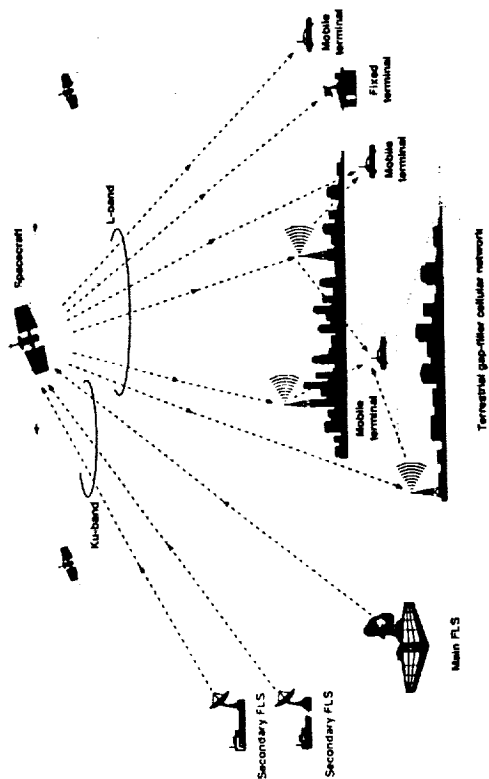 Spacecraft
Ku-band
L-band
Secondary FLS
Secondary FLS
Main FLS
Mobile
terminal
Mobile
terminal
Fixed
terminal
Mobile
terminal
Terrestrial gap-filler cellular network